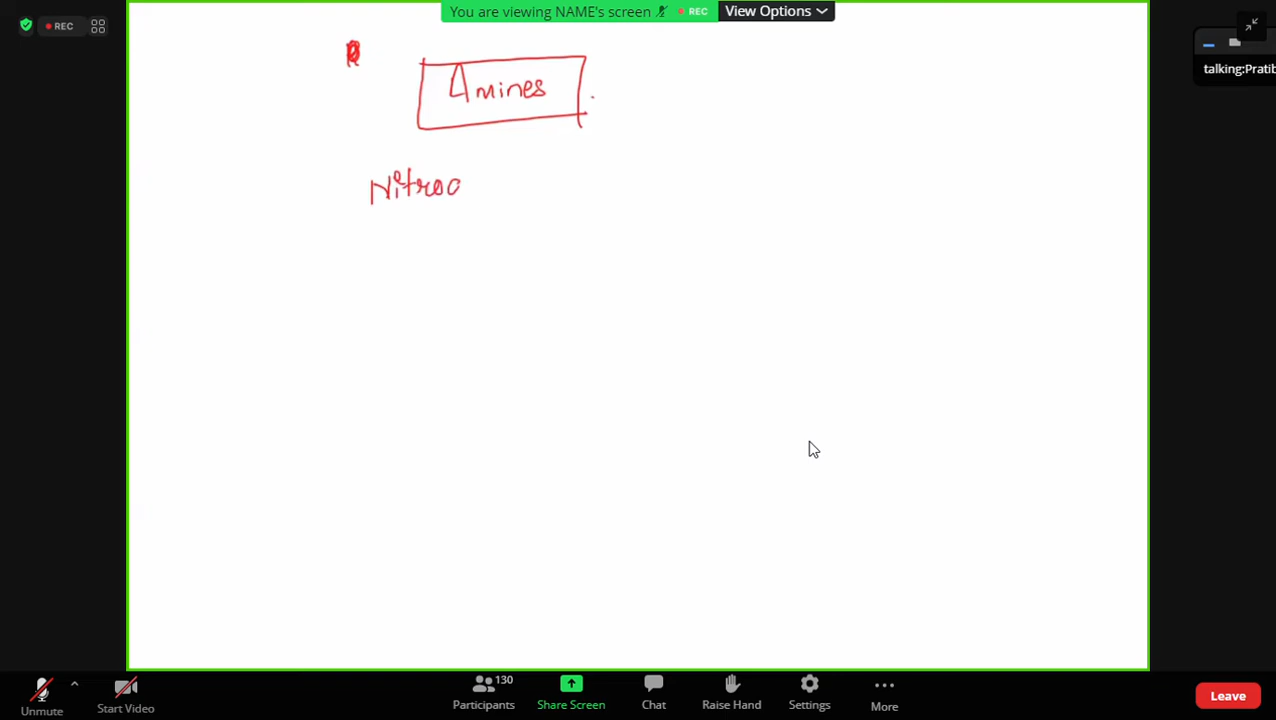 You are viewing NAME's screen REC View Options
REC
talking:Pratib
Amines
Nitroo
130
Unmute Start Video Participants Share Screen Chat Raise Hand Settings More Leave